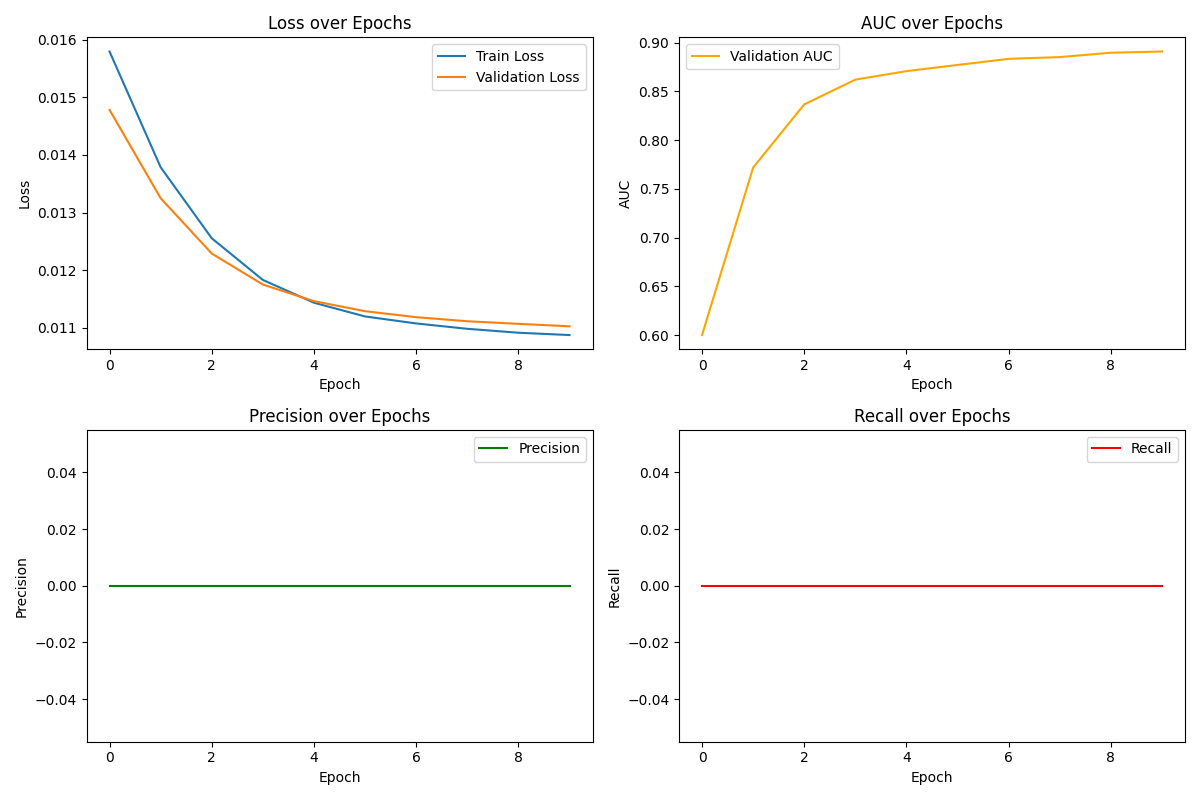 Loss over Epochs
0.016
0.015
0.014
0.013
0.012
0.011
Loss
Train Loss
Validation Loss
0 2 4 6 8
Epoch
AUC over Epochs
0.90
0.85
0.80
0.75
0.70
0.65
0.60
AUC
Validation AUC
0 2 4 6 8
Epoch
Precision over Epochs
0.04
0.02
0.00
−0.02
−0.04
Precision
Precision
0 2 4 6 8
Epoch
Recall over Epochs
0.04
0.02
0.00
−0.02
−0.04
Recall
Recall
0 2 4 6 8
Epoch